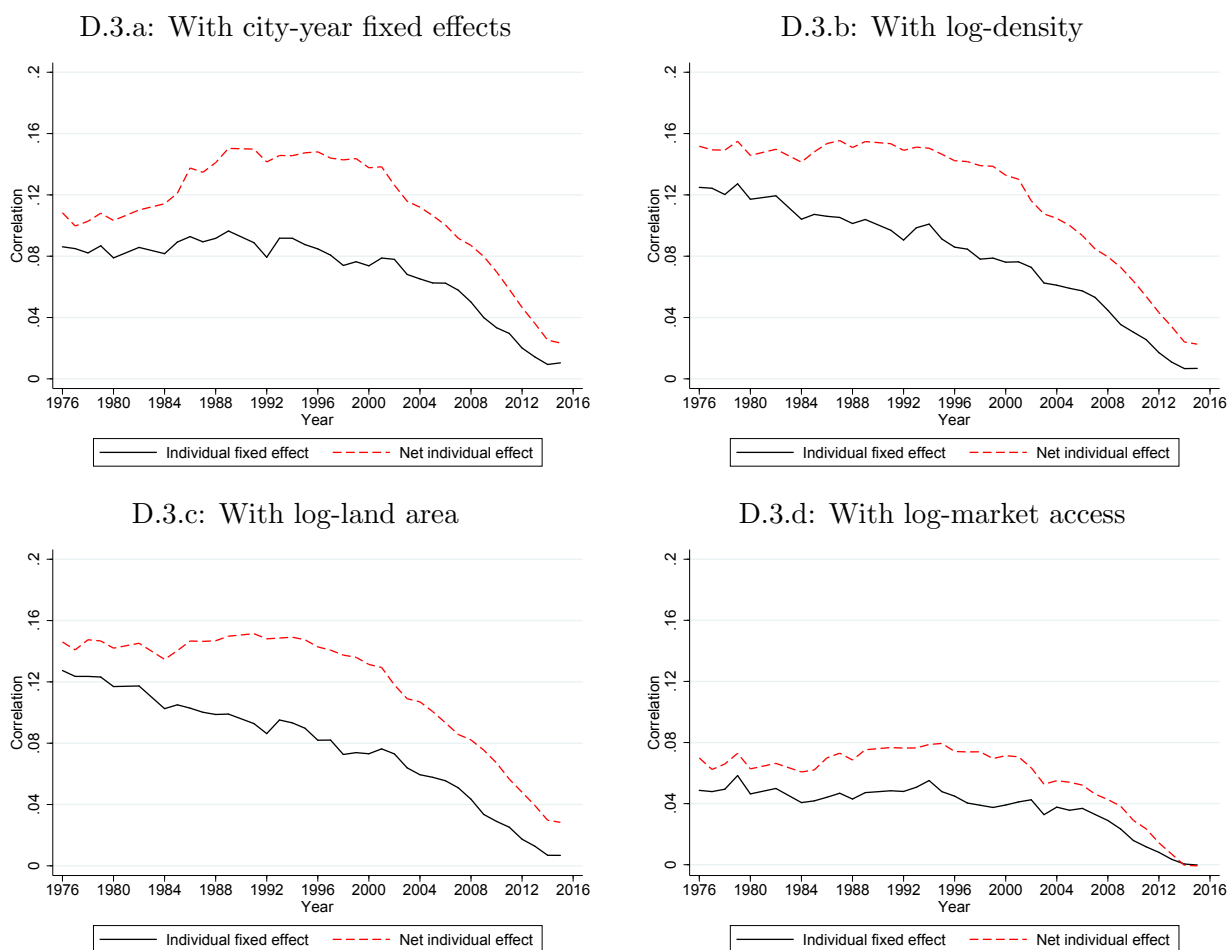 D.3.a: With city-year fixed effects
Correlation
0 .04 .08 .12 .16 .2
1976 1980 1984 1988 1992 1996 2000 2004 2008 2012 2016
Year
Individual fixed effect Net individual effect
D.3.b: With log-density
Correlation
0 .04 .08 .12 .16 .2
1976 1980 1984 1988 1992 1996 2000 2004 2008 2012 2016
Year
Individual fixed effect Net individual effect
D.3.c: With log-land area
Correlation
0 .04 .08 .12 .16 .2
1976 1980 1984 1988 1992 1996 2000 2004 2008 2012 2016
Year
Individual fixed effect Net individual effect
D.3.d: With log-market access
Correlation
0 .04 .08 .12 .16 .2
1976 1980 1984 1988 1992 1996 2000 2004 2008 2012 2016
Year
Individual fixed effect Net individual effect